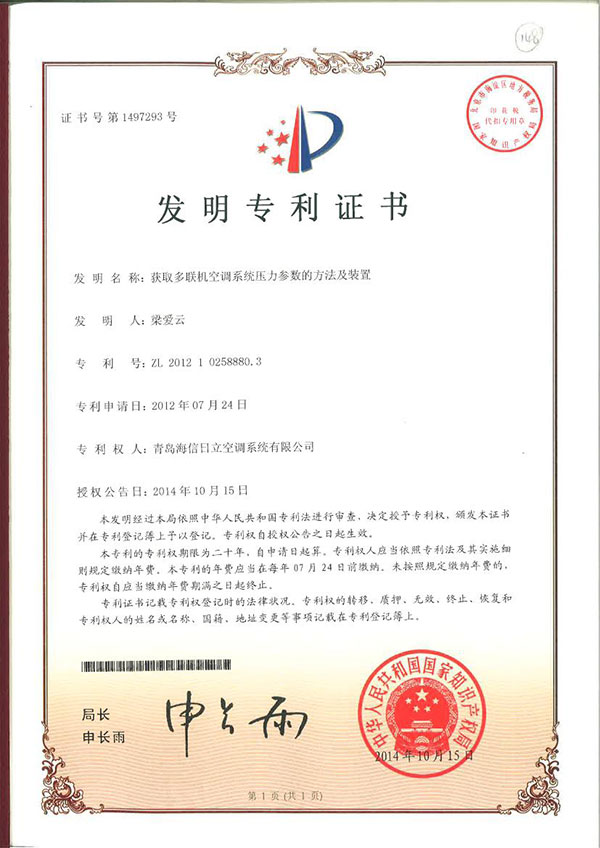 148
证书号第1497293号
北京市海淀区地方税务局
印花税
代扣专用章
国家知识产权局
发明专利证书
发 明 名 称：获取多联机空调系统压力参数的方法及装置
发 明 人：梁爱云
专 利 号：ZL 2012 1 0258880.3
专利申请日：2012年07月24日
专 利 权 人：青岛海信日立空调系统有限公司
授权公告日：2014年10月15日
本发明经过本局依照中华人民共和国专利法进行审查，决定授予专利权，颁发本证书
并在专利登记簿上予以登记。专利权自授权公告之日起生效。
本专利的专利权期限为二十年，自申请日起算。专利权人应当依照专利法及其实施细
则规定缴纳年费。本专利的年费应当在每年07月24日前缴纳。未按照规定缴纳年费的，
专利权自应当缴纳年费期满之日起终止。
专利证书记载专利权登记时的法律状况。专利权的转移、质押、无效、终止、恢复和
专利权人的姓名或名称、国籍、地址变更等事项记载在专利登记簿上。
局长
申长雨
申长雨
中华人民共和国国家知识产权局
2014年10月15日
第1页(共1页)